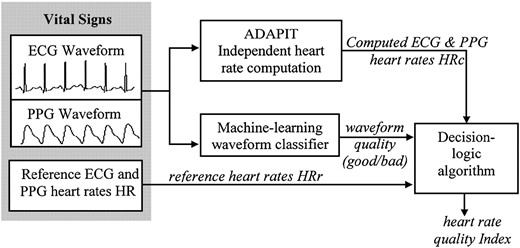 Vital Signs
ECG Waveform
PPG Waveform
Reference ECG and
PPG heart rates HR
ADAPIT
Independent heart
rate computation
Machine-learning
waveform classifier
Computed ECG & PPG
heart rates HRc
waveform
quality
(good/bad)
reference heart rates HRr
Decision-
logic
algorithm
heart rate
quality Index